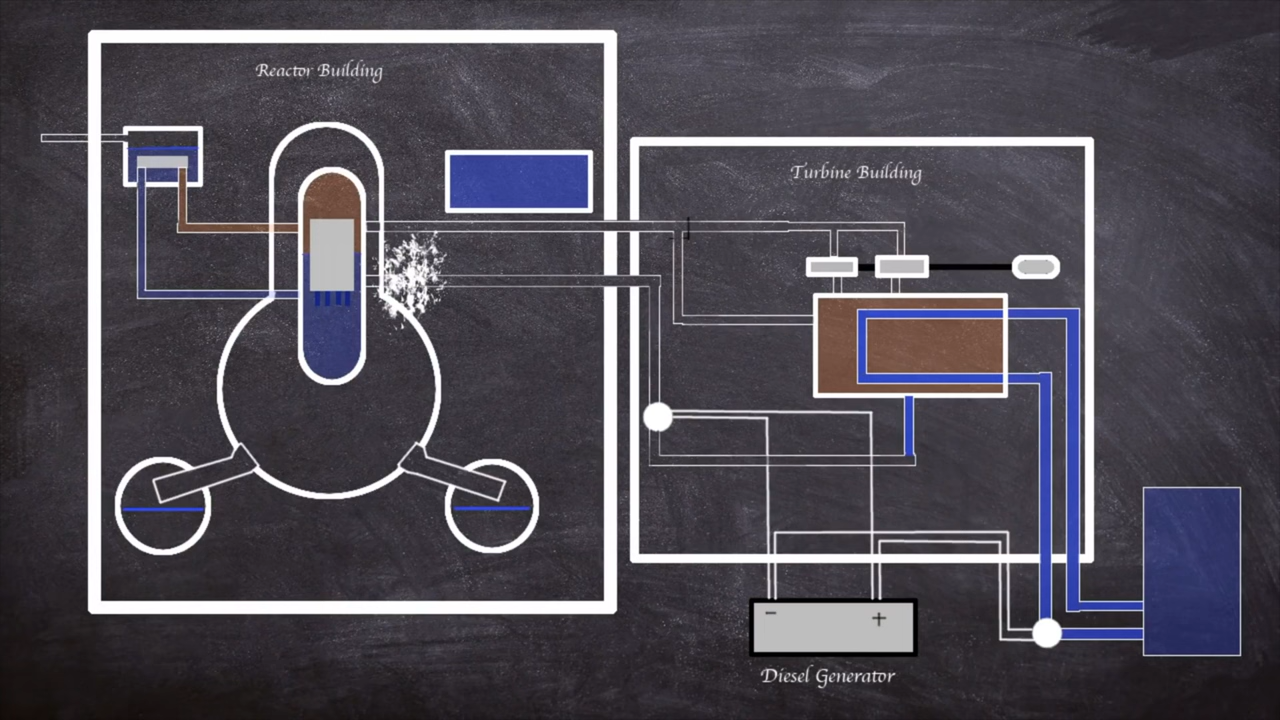 Reactor Building
Turbine Building
− +
Diesel Generator